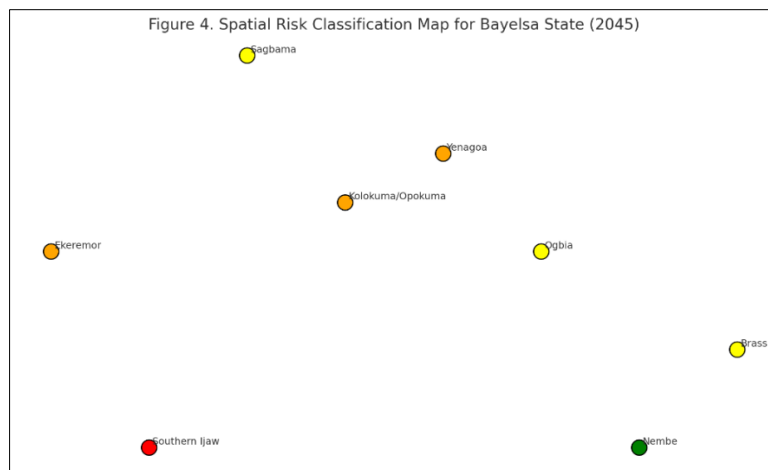 Figure 4. Spatial Risk Classification Map for Bayelsa State (2045)
Sagbama
Yenagoa
Kolokuma/Opokuma
Ekeremor
Ogbia
Brass
Southern Ijaw
Nembe